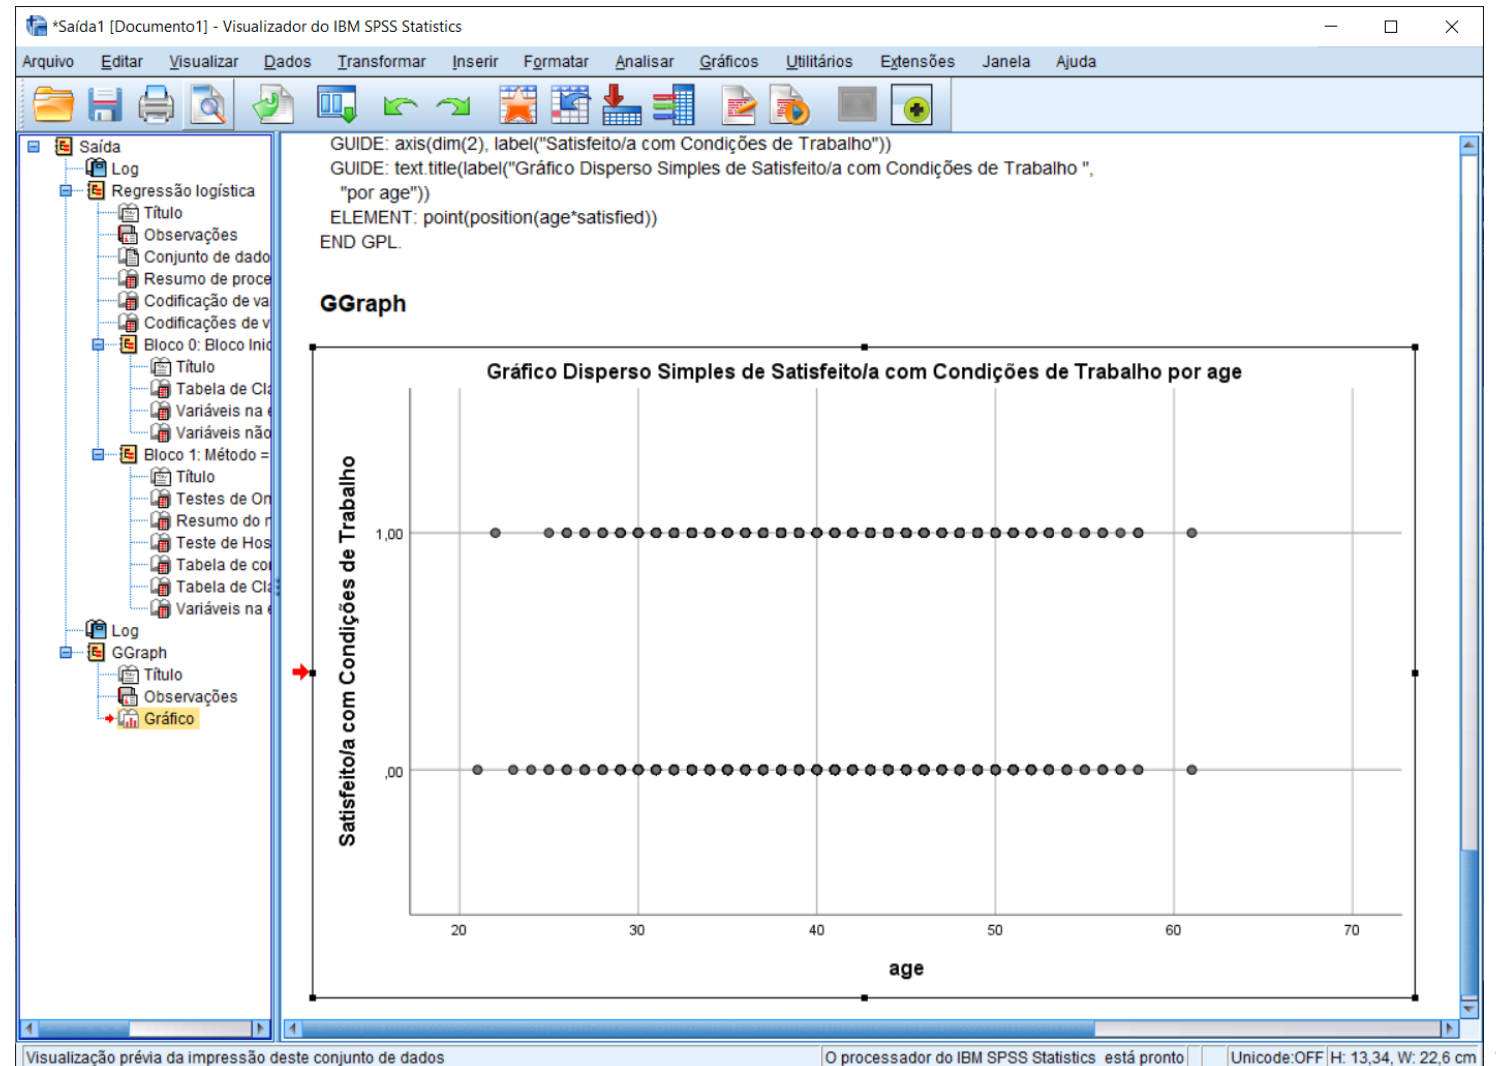 *Saída1 [Documento1] - Visualizador do IBM SPSS Statistics
Arquivo Editar Visualizar Dados Transformar Inserir Formatar Analisar Gráficos Utilitários Extensões Janela Ajuda
Saída
Log
Regressão logística
Título
Observações
Conjunto de dado
Resumo de proce
Codificação de va
Codificações de v
Bloco 0: Bloco Inic
Título
Tabela de Cla
Variáveis na e
Variáveis não
Bloco 1: Método =
Título
Testes de On
Resumo do n
Teste de Hos
Tabela de con
Tabela de Cla
Variáveis na e
Log
GGraph
Título
Observações
Gráfico
GUIDE: axis(dim(2), label("Satisfeito/a com Condições de Trabalho"))
GUIDE: text.title(label("Gráfico Disperso Simples de Satisfeito/a com Condições de Trabalho ",
"por age"))
ELEMENT: point(position(age*satisfied))
END GPL.
GGraph
Gráfico Disperso Simples de Satisfeito/a com Condições de Trabalho por age
Satisfeito/a com Condições de Trabalho
1,00
,00
20 30 40 50 60 70
age
Visualização prévia da impressão deste conjunto de dados
O processador do IBM SPSS Statistics está pronto
Unicode:OFF H: 13,34, W: 22,6 cm